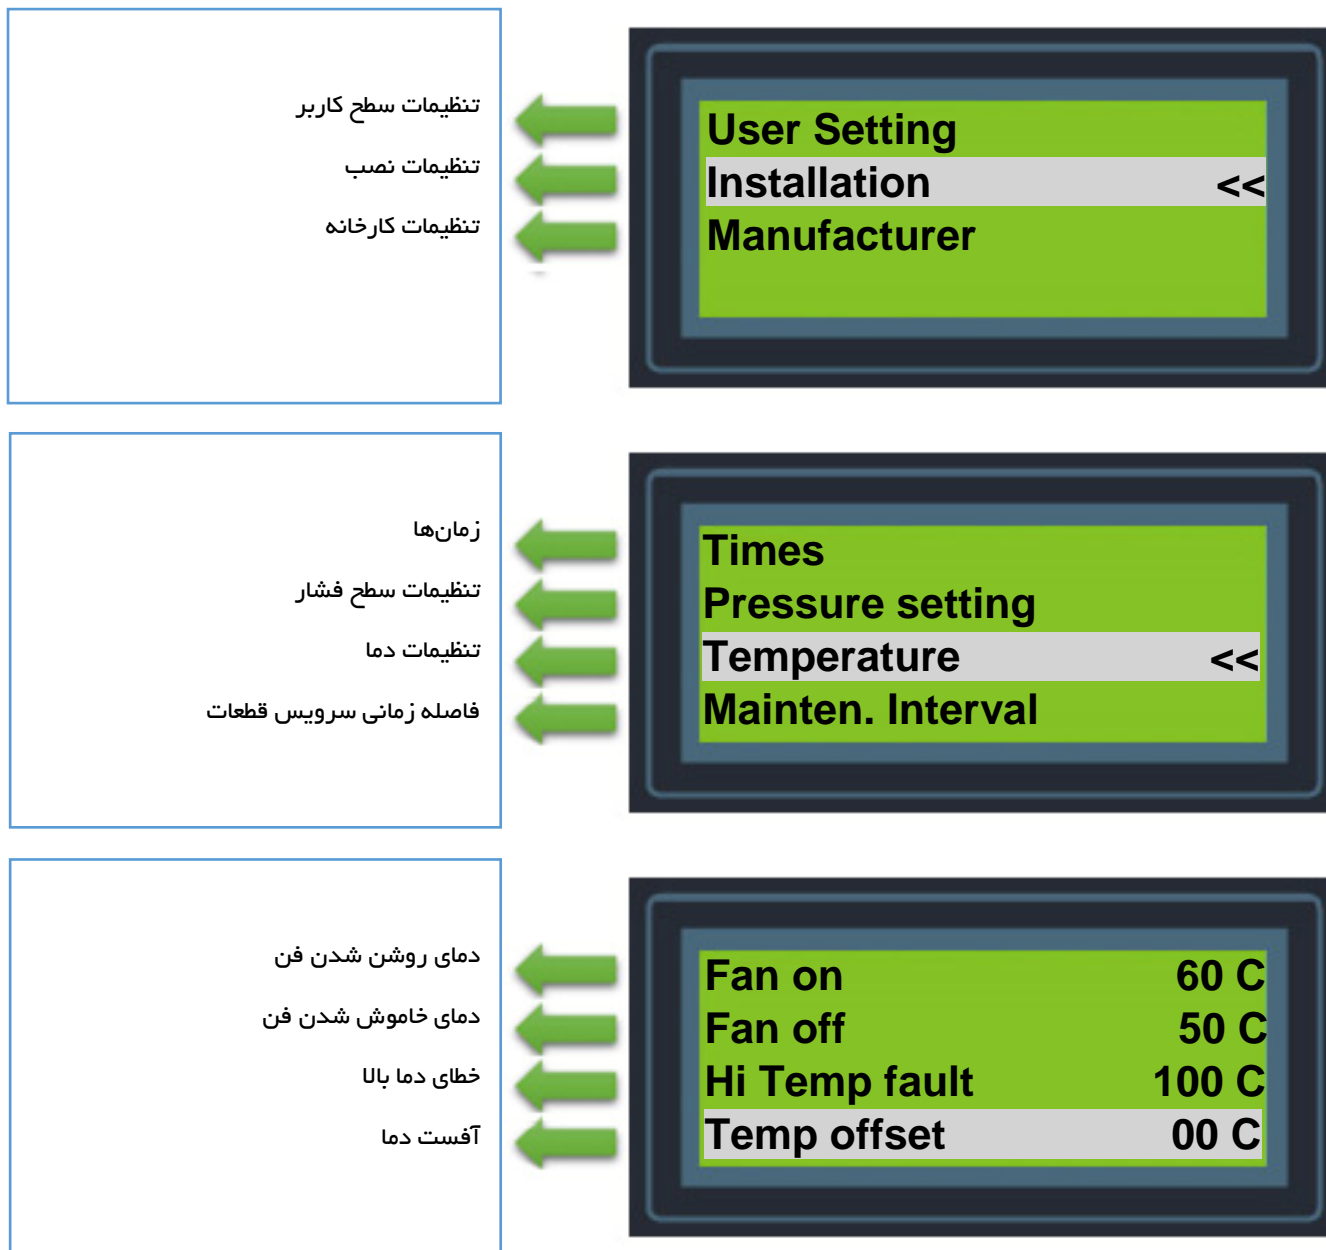 تنظیمات سطح کاربر
تنظیمات نصب
تنظیمات کارخانه
User Setting
Installation <<
Manufacturer
زمان‌ها
تنظیمات سطح فشار
تنظیمات دما
فاصله زمانی سرویس قطعات
Times
Pressure setting
Temperature <<
Mainten. Interval
دمای روشن شدن فن
دمای خاموش شدن فن
خطای دما بالا
آفست دما
Fan on 60 C
Fan off 50 C
Hi Temp fault 100 C
Temp offset 00 C